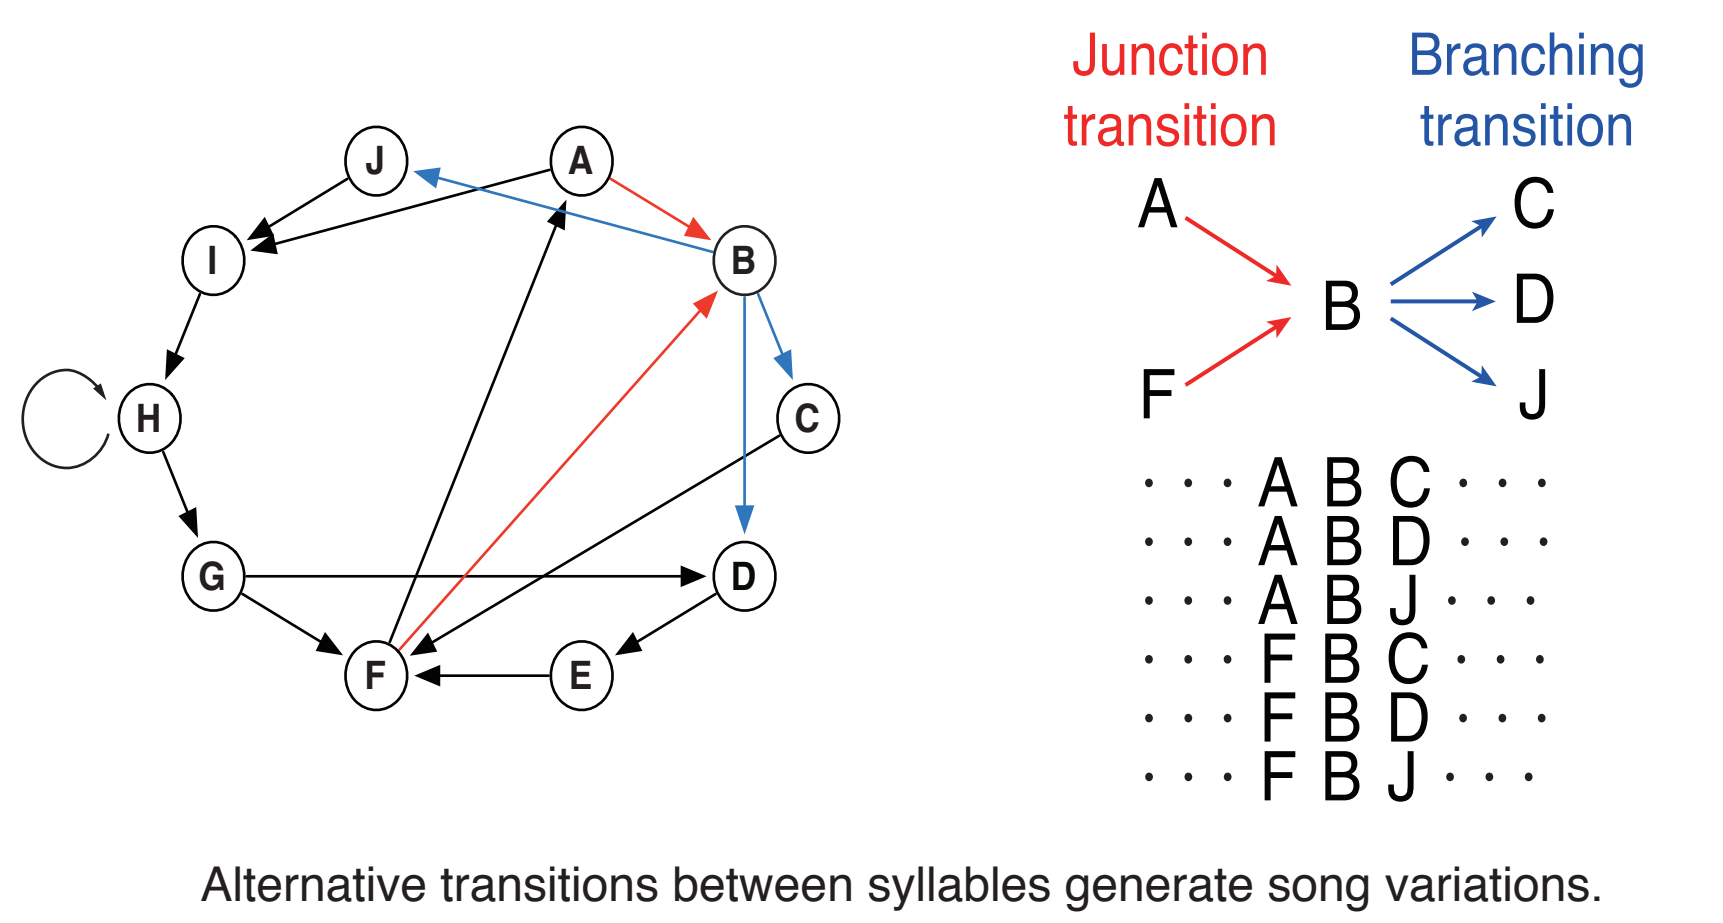 J
A
I
B
H
C
G
D
F
E
Junction
transition
Branching
transition
A
F
B
C
D
J
· · · A B C · · ·
· · · A B D · · ·
· · · A B J · · ·
· · · F B C · · ·
· · · F B D · · ·
· · · F B J · · ·
Alternative transitions between syllables generate song variations.